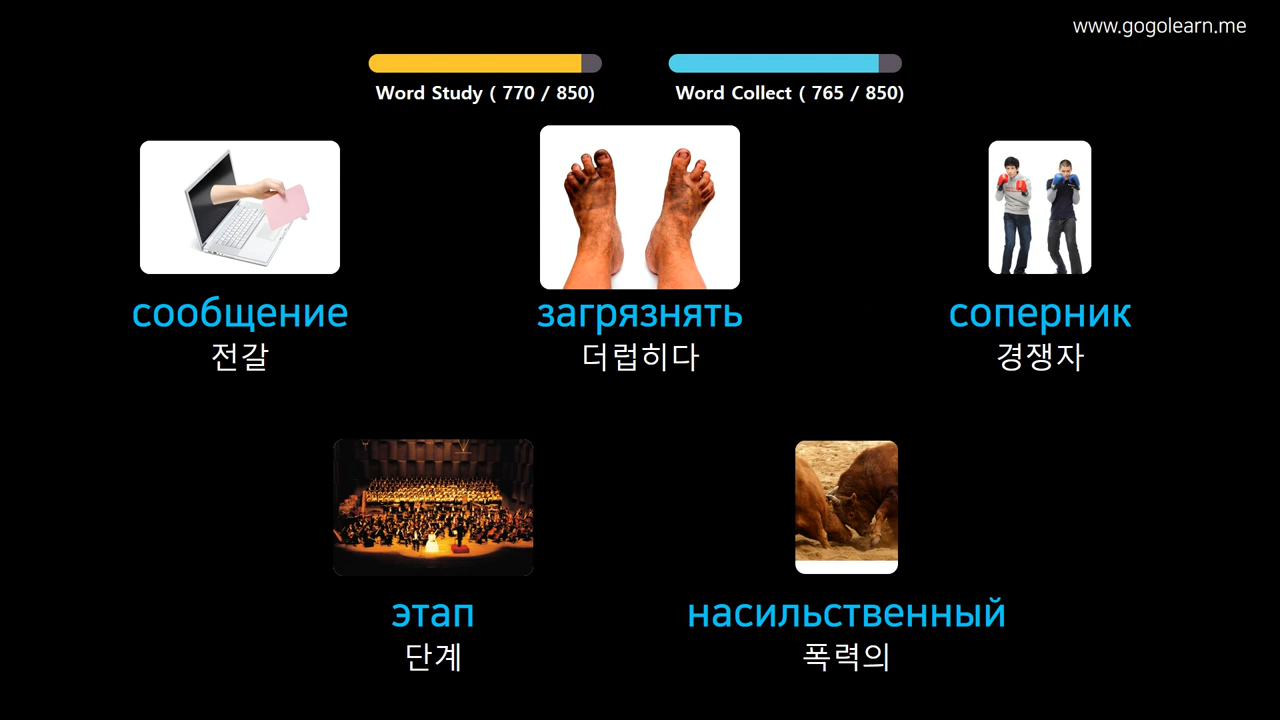 www.gogolearn.me
Word Study ( 770 / 850)
Word Collect ( 765 / 850)
сообщение
전갈
загрязнять
더럽히다
соперник
경쟁자
этап
단계
насильственный
폭력의